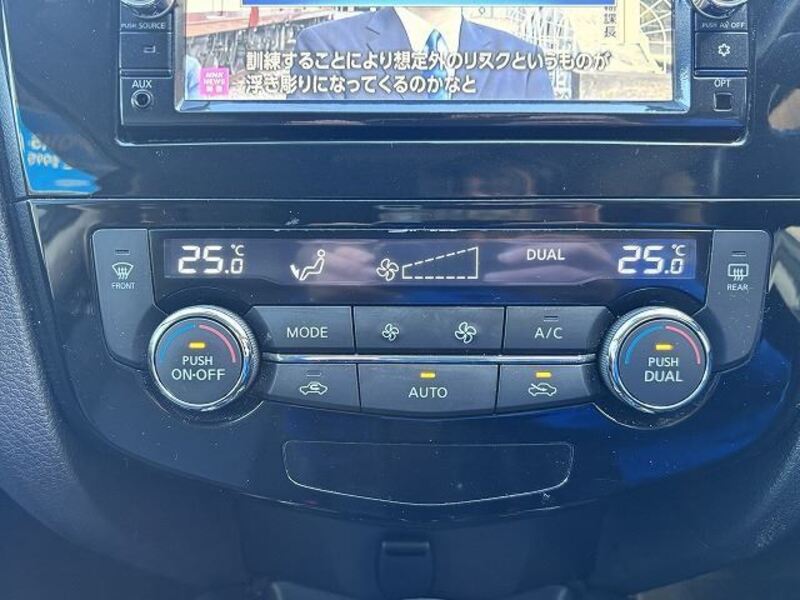 PUSH SOURCE
PUSH AV OFF
課長
訓練することにより想定外のリスクというものが
浮き彫りになってくるのかなと
NHK
NEWS
AUX
OPT
25.0 ℃
DUAL
25.0 ℃
FRONT
REAR
MODE
A/C
PUSH
ON·OFF
PUSH
DUAL
AUTO